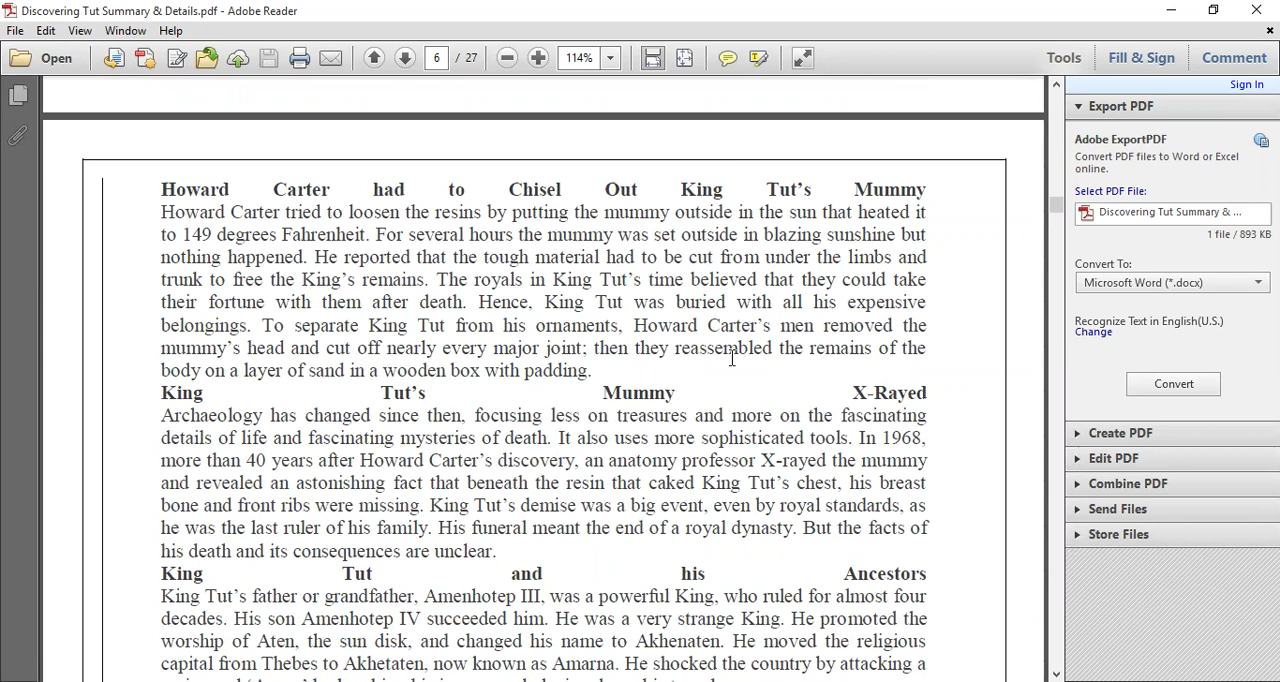 Discovering Tut Summary & Details.pdf - Adobe Reader
File Edit View Window Help
Open 6 / 27 114% Tools Fill & Sign Comment
Sign In
Export PDF
Adobe ExportPDF
Convert PDF files to Word or Excel
online.
Select PDF File:
Discovering Tut Summary & ...
1 file / 893 KB
Convert To:
Microsoft Word (*.docx)
Recognize Text in English(U.S.)
Change
Convert
Create PDF
Edit PDF
Combine PDF
Send Files
Store Files
Howard Carter had to Chisel Out King Tut's Mummy
Howard Carter tried to loosen the resins by putting the mummy outside in the sun that heated it
to 149 degrees Fahrenheit. For several hours the mummy was set outside in blazing sunshine but
nothing happened. He reported that the tough material had to be cut from under the limbs and
trunk to free the King's remains. The royals in King Tut's time believed that they could take
their fortune with them after death. Hence, King Tut was buried with all his expensive
belongings. To separate King Tut from his ornaments, Howard Carter's men removed the
mummy's head and cut off nearly every major joint; then they reassembled the remains of the
body on a layer of sand in a wooden box with padding.
King Tut's Mummy X-Rayed
Archaeology has changed since then, focusing less on treasures and more on the fascinating
details of life and fascinating mysteries of death. It also uses more sophisticated tools. In 1968,
more than 40 years after Howard Carter's discovery, an anatomy professor X-rayed the mummy
and revealed an astonishing fact that beneath the resin that caked King Tut's chest, his breast
bone and front ribs were missing. King Tut's demise was a big event, even by royal standards, as
he was the last ruler of his family. His funeral meant the end of a royal dynasty. But the facts of
his death and its consequences are unclear.
King Tut and his Ancestors
King Tut's father or grandfather, Amenhotep III, was a powerful King, who ruled for almost four
decades. His son Amenhotep IV succeeded him. He was a very strange King. He promoted the
worship of Aten, the sun disk, and changed his name to Akhenaten. He moved the religious
capital from Thebes to Akhetaten, now known as Amarna. He shocked the country by attacking a